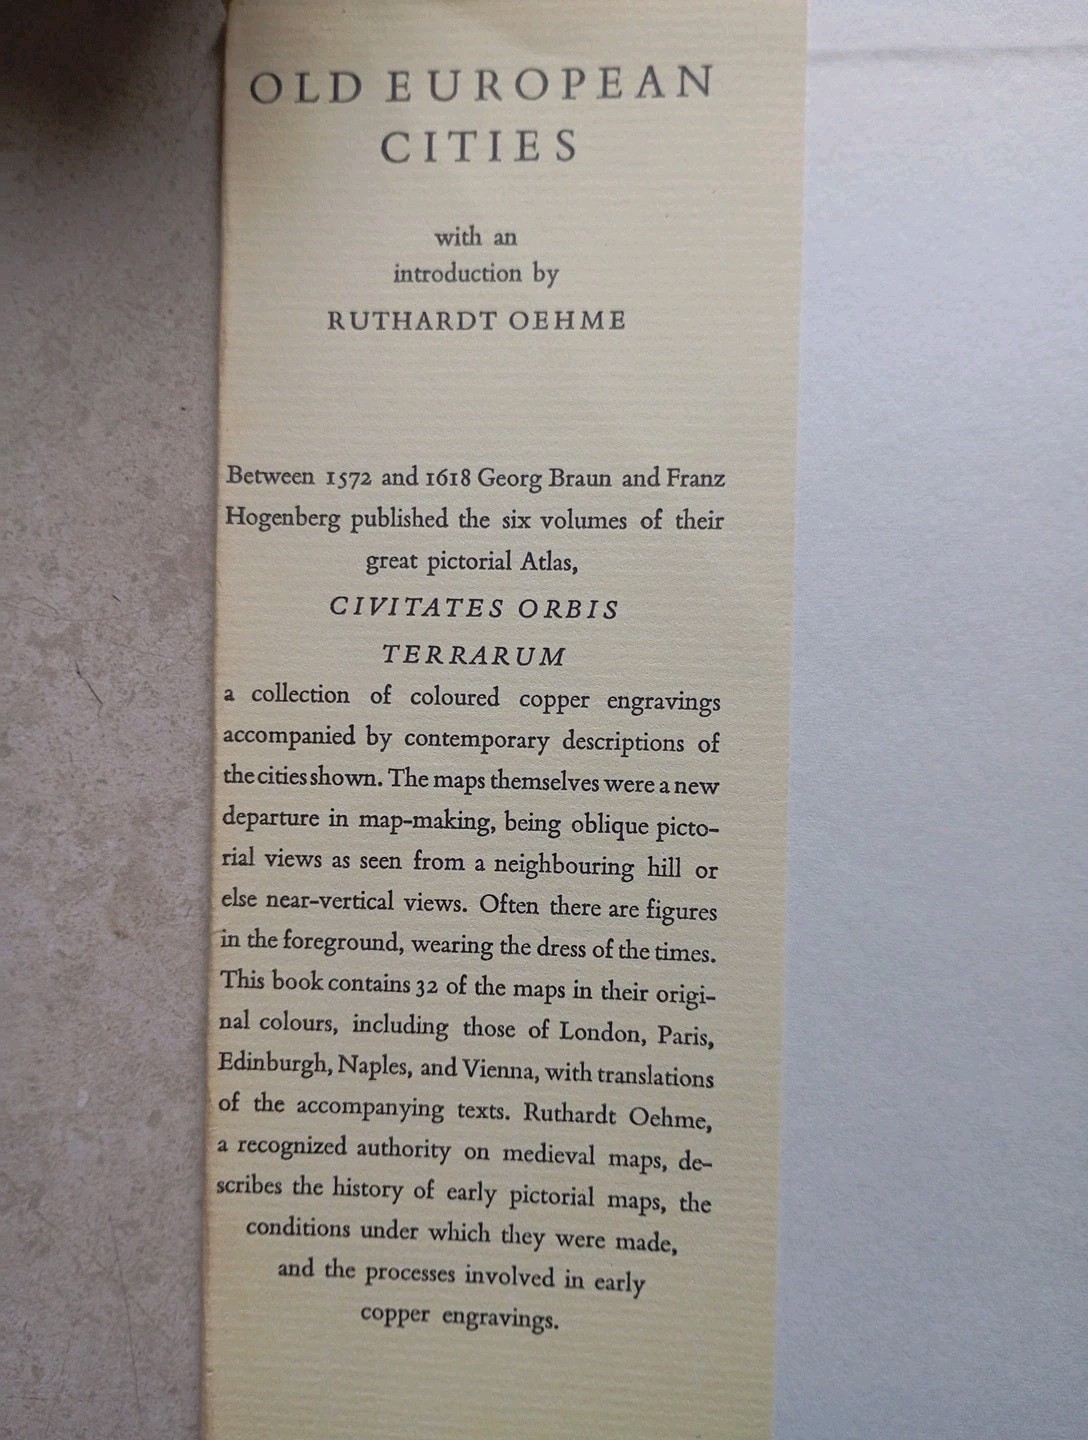 OLD EUROPEAN
CITIES
with an
introduction by
RUTHARDT OEHME
Between 1572 and 1618 Georg Braun and Franz
Hogenberg published the six volumes of their
great pictorial Atlas,
CIVITATES ORBIS
TERRARUM
a collection of coloured copper engravings
accompanied by contemporary descriptions of
the cities shown. The maps themselves were a new
departure in map-making, being oblique picto-
rial views as seen from a neighbouring hill or
else near-vertical views. Often there are figures
in the foreground, wearing the dress of the times.
This book contains 32 of the maps in their origi-
nal colours, including those of London, Paris,
Edinburgh, Naples, and Vienna, with translations
of the accompanying texts. Ruthardt Oehme,
a recognized authority on medieval maps, de-
scribes the history of early pictorial maps, the
conditions under which they were made,
and the processes involved in early
copper engravings.